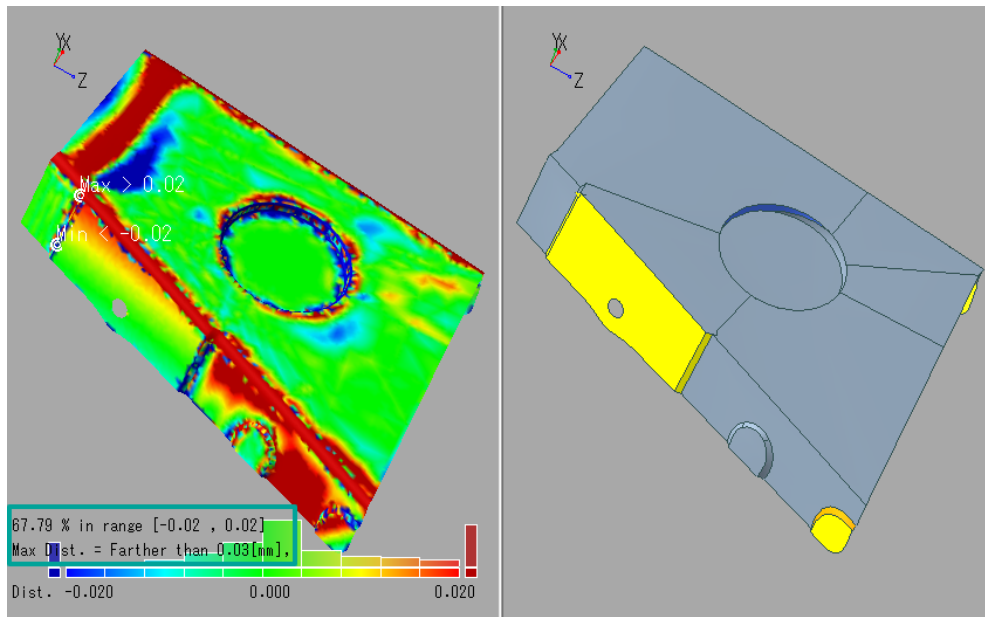 YX
Z
Max > 0.02
Min < -0.02
67.79 % in range [-0.02 , 0.02]
Max Dist. = Farther than 0.03[mm],
Dist. -0.020 0.000 0.020
YX
Z